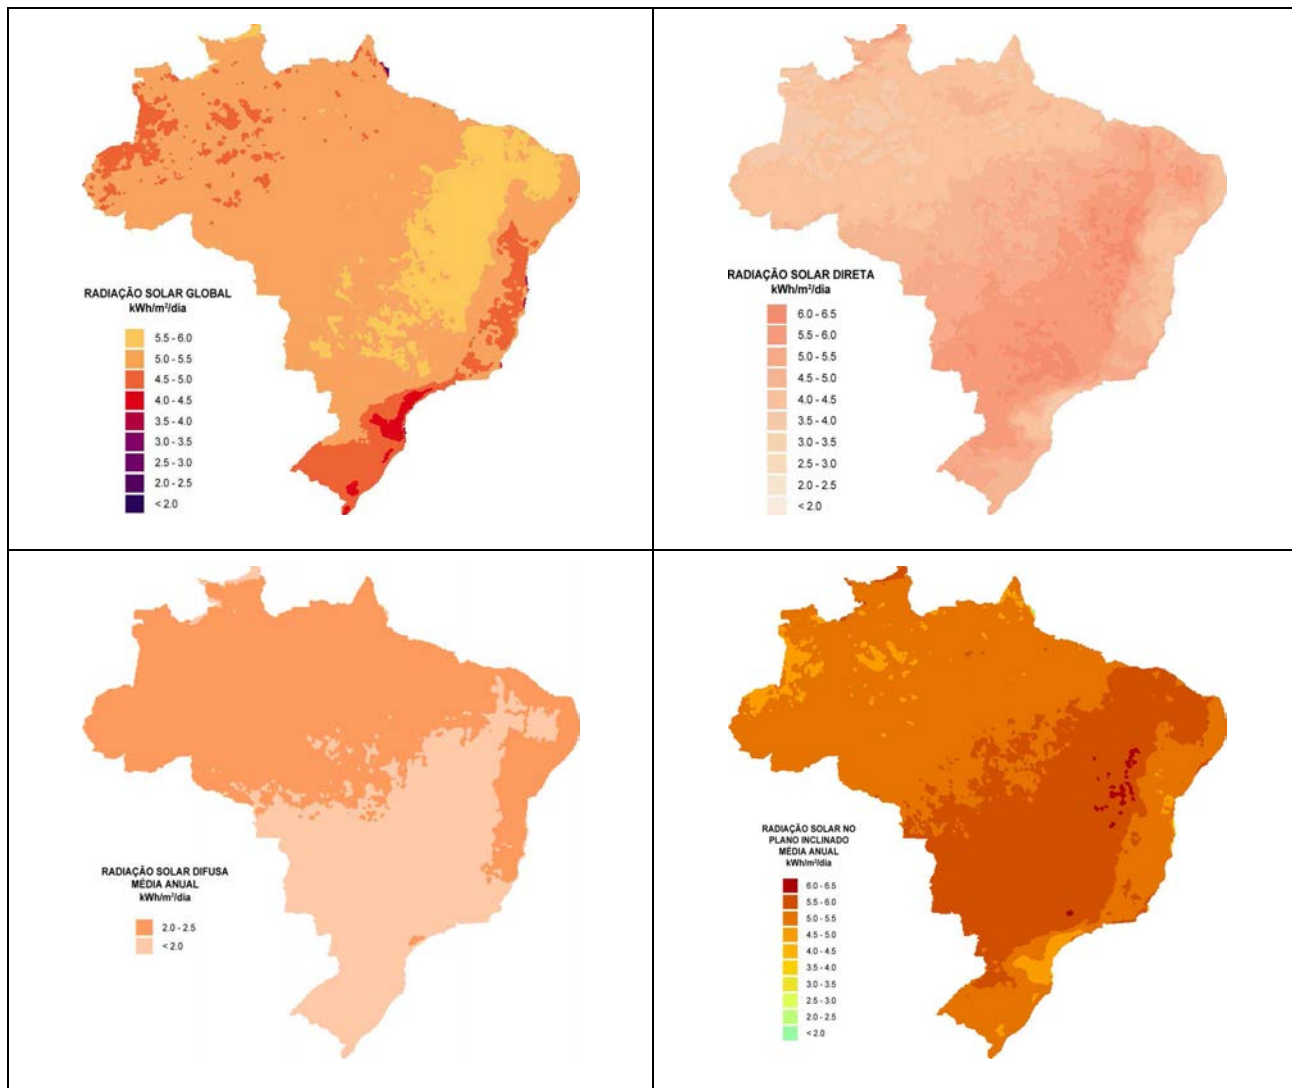 RADIAÇÃO SOLAR GLOBAL
kWh/m²/dia
5.5 - 6.0
5.0 - 5.5
4.5 - 5.0
4.0 - 4.5
3.5 - 4.0
3.0 - 3.5
2.5 - 3.0
2.0 - 2.5
< 2.0
RADIAÇÃO SOLAR DIRETA
kWh/m²/dia
6.0 - 6.5
5.5 - 6.0
5.0 - 5.5
4.5 - 5.0
4.0 - 4.5
3.5 - 4.0
3.0 - 3.5
2.5 - 3.0
2.0 - 2.5
< 2.0
RADIAÇÃO SOLAR DIFUSA
MÉDIA ANUAL
kWh/m²/dia
2.0 - 2.5
< 2.0
RADIAÇÃO SOLAR NO
PLANO INCLINADO
MÉDIA ANUAL
kWh/m²/dia
6.0 - 6.5
5.5 - 6.0
5.0 - 5.5
4.5 - 5.0
4.0 - 4.5
3.5 - 4.0
3.0 - 3.5
2.5 - 3.0
2.0 - 2.5
< 2.0